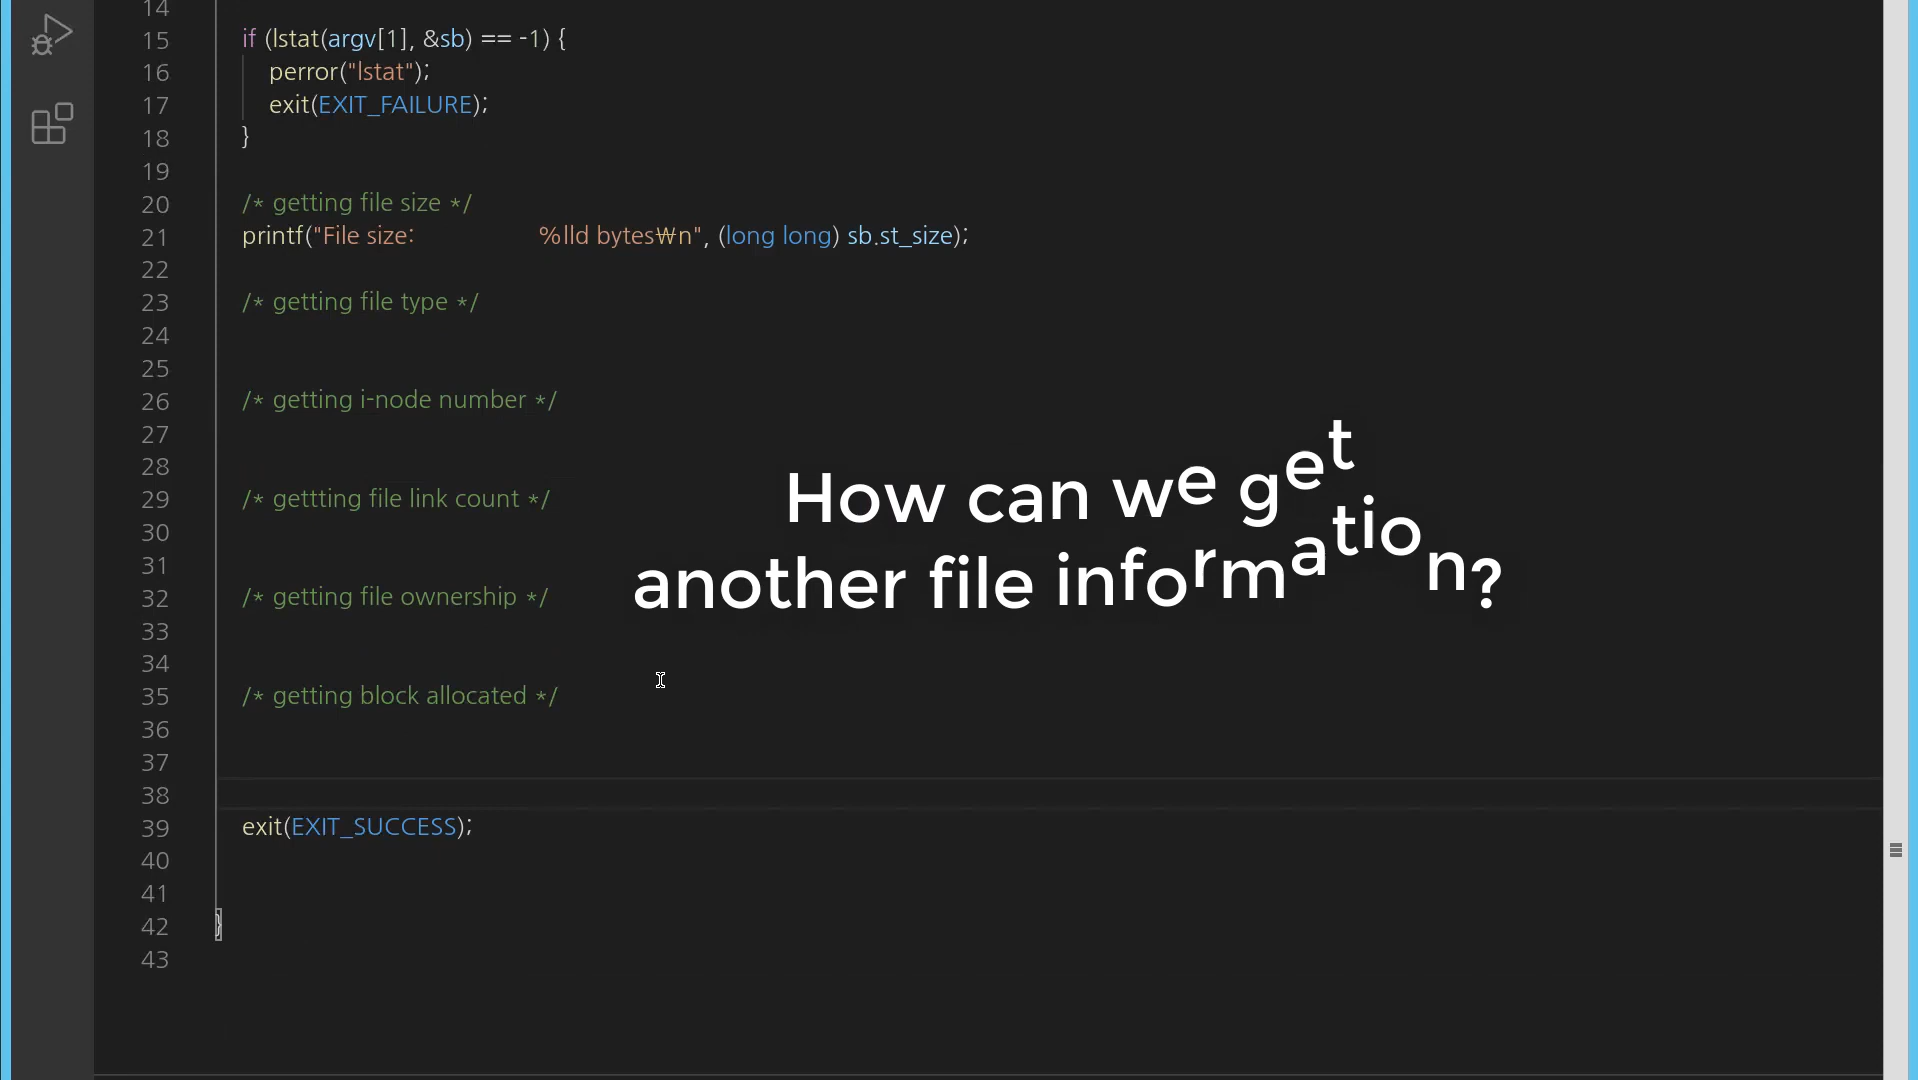 14
15 if (lstat(argv[1], &sb) == -1) {
16 perror("lstat");
17 exit(EXIT_FAILURE);
18 }
19
20 /* getting file size */
21 printf("File size: %lld bytes₩n", (long long) sb.st_size);
22
23 /* getting file type */
24
25
26 /* getting i-node number */
27
28
29 /* gettting file link count */
30
31
32 /* getting file ownership */
33
34
35 /* getting block allocated */
36
37
38
39 exit(EXIT_SUCCESS);
40
41
42 }
43
How can we get
another file information?